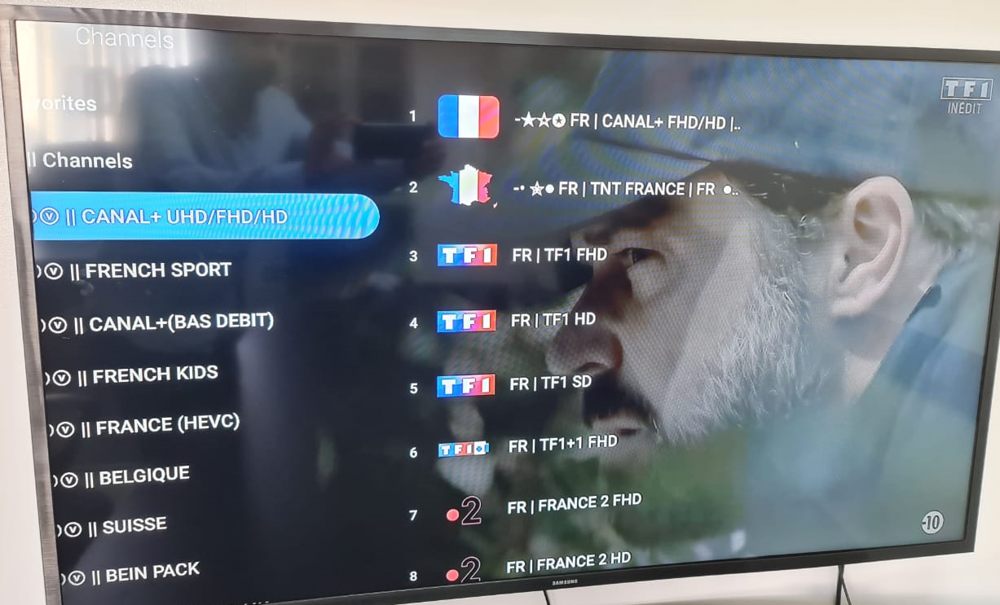 Channels
vorites
ll Channels
ⓥ || CANAL+ UHD/FHD/HD
ⓥ || FRENCH SPORT
ⓥ || CANAL+(BAS DEBIT)
ⓥ || FRENCH KIDS
ⓥ || FRANCE (HEVC)
ⓥ || BELGIQUE
ⓥ || SUISSE
ⓥ || BEIN PACK
1 -★☆✪ FR | CANAL+ FHD/HD |..
2 -• ★● FR | TNT FRANCE | FR ●..
3 TF1 FR | TF1 FHD
4 TF1 FR | TF1 HD
5 TF1 FR | TF1 SD
6 TF1+1 FR | TF1+1 FHD
7 2 FR | FRANCE 2 FHD
8 2 FR | FRANCE 2 HD
TF1
INÉDIT
-10
SAMSUNG